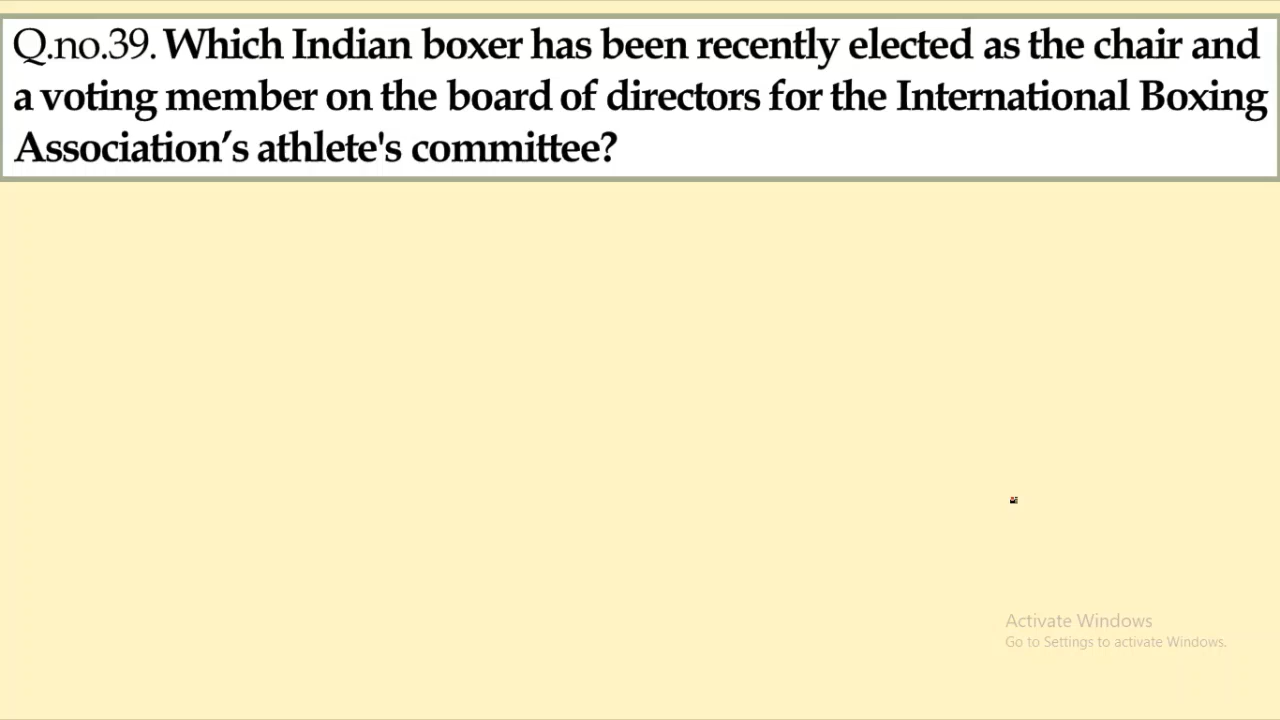 Q.no.39. Which Indian boxer has been recently elected as the chair and
a voting member on the board of directors for the International Boxing
Association’s athlete's committee?
Activate Windows
Go to Settings to activate Windows.